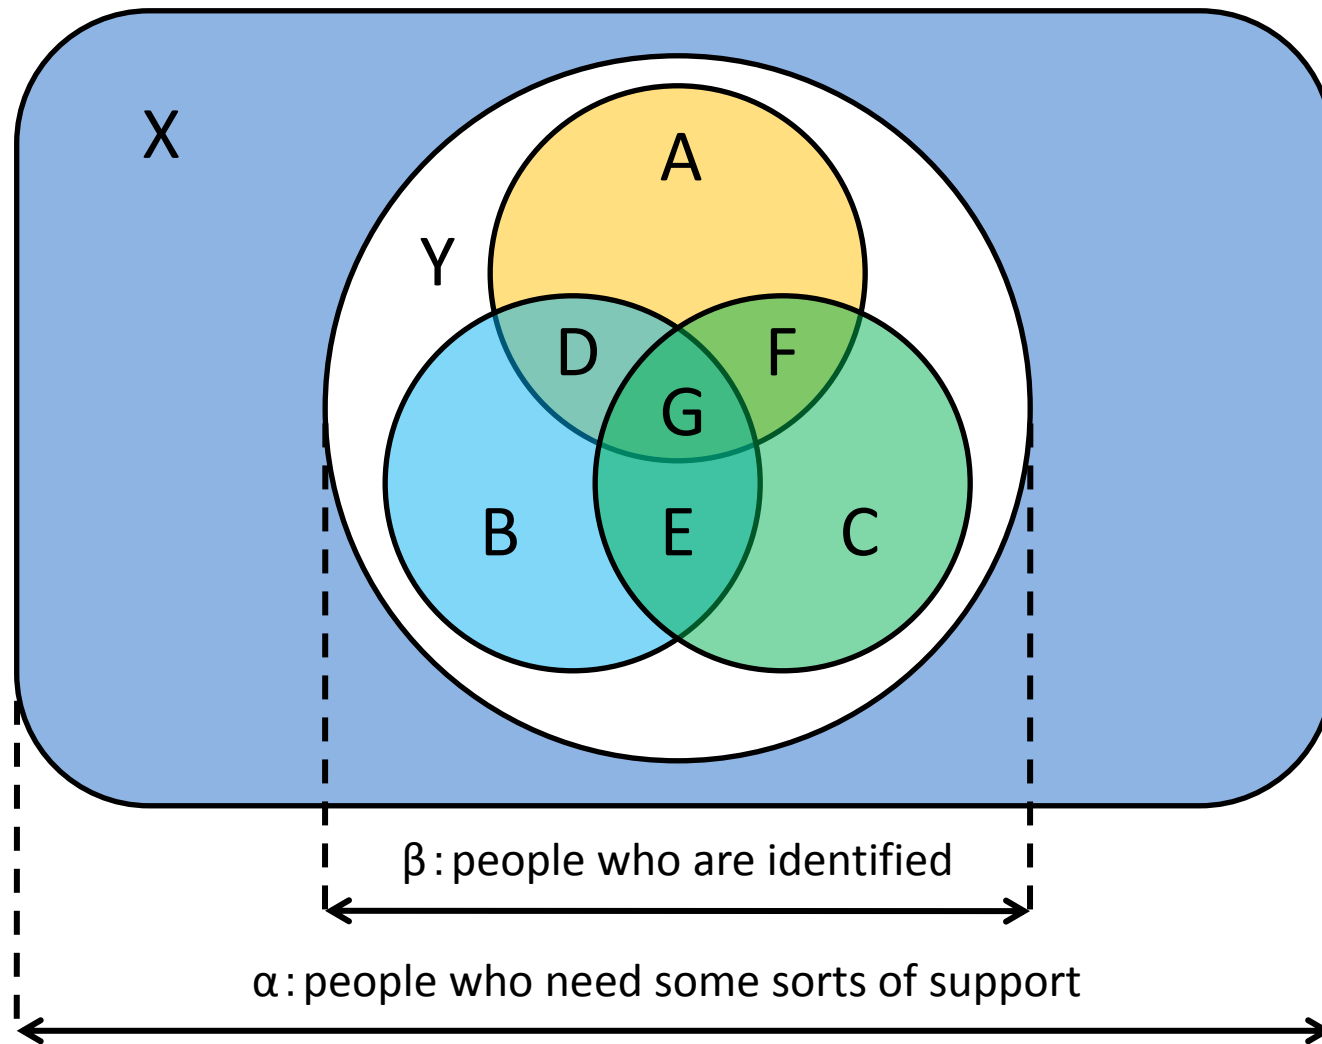 X
A
Y
D
F
G
B
E
C
β: people who are identified
α: people who need some sorts of support